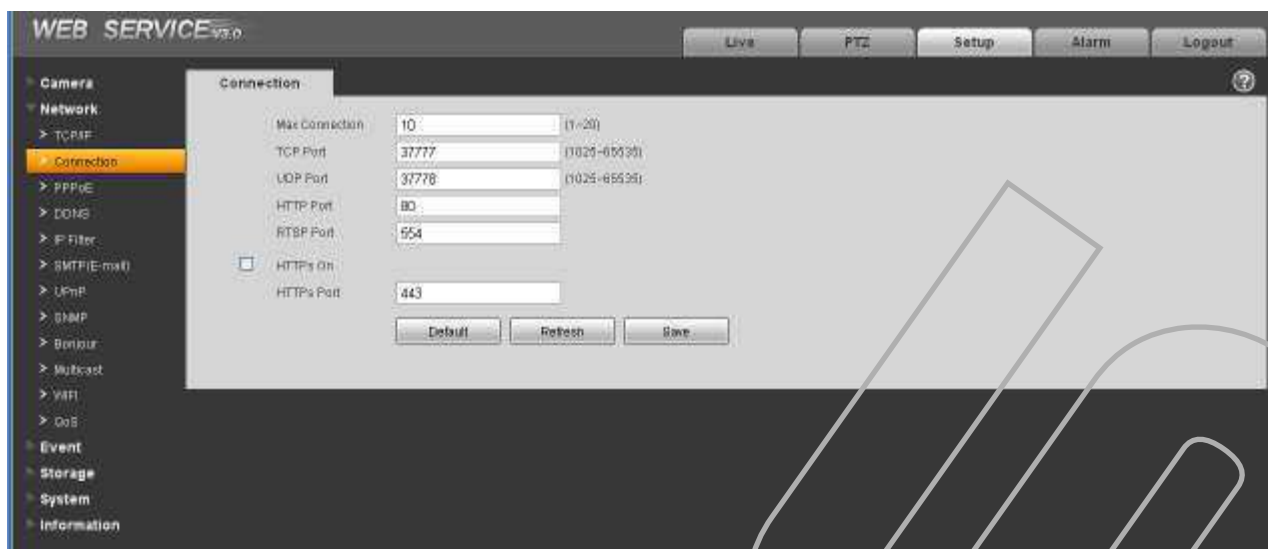 WEB SERVICE V3.0
Live PTZ Setup Alarm Logout
?
Camera
Network
> TCP/IP
> Connection
> PPPoE
> DDNS
> IP Filter
> SMTP(E-mail)
> UPnP
> SNMP
> Bonjour
> Multicast
> WIFI
> QoS
Event
Storage
System
Information
Connection
Max Connection 10 (1~20)
TCP Port 37777 (1025~65535)
UDP Port 37778 (1025~65535)
HTTP Port 80
RTSP Port 554
HTTPs On
HTTPs Port 443
Default Refresh Save